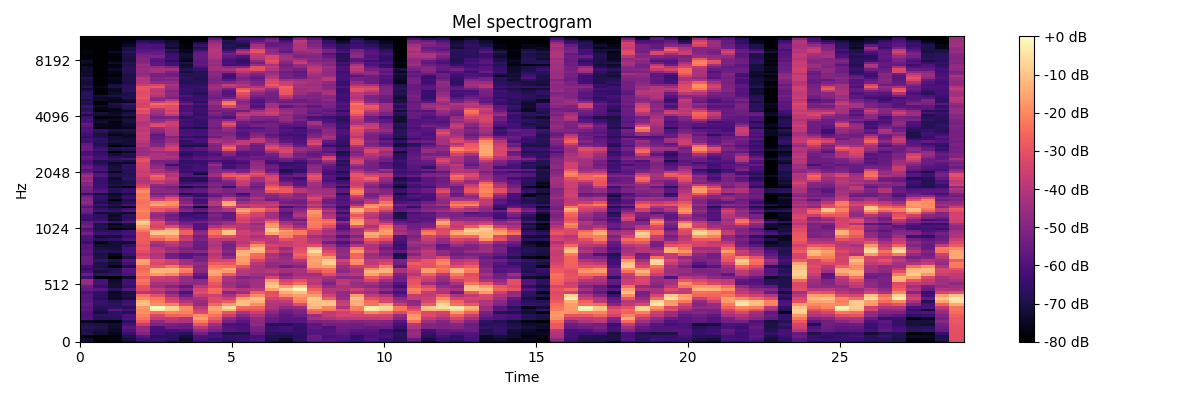 Mel spectrogram
8192
4096
2048
1024
512
0
Hz
0 5 10 15 20 25
Time
+0 dB
-10 dB
-20 dB
-30 dB
-40 dB
-50 dB
-60 dB
-70 dB
-80 dB